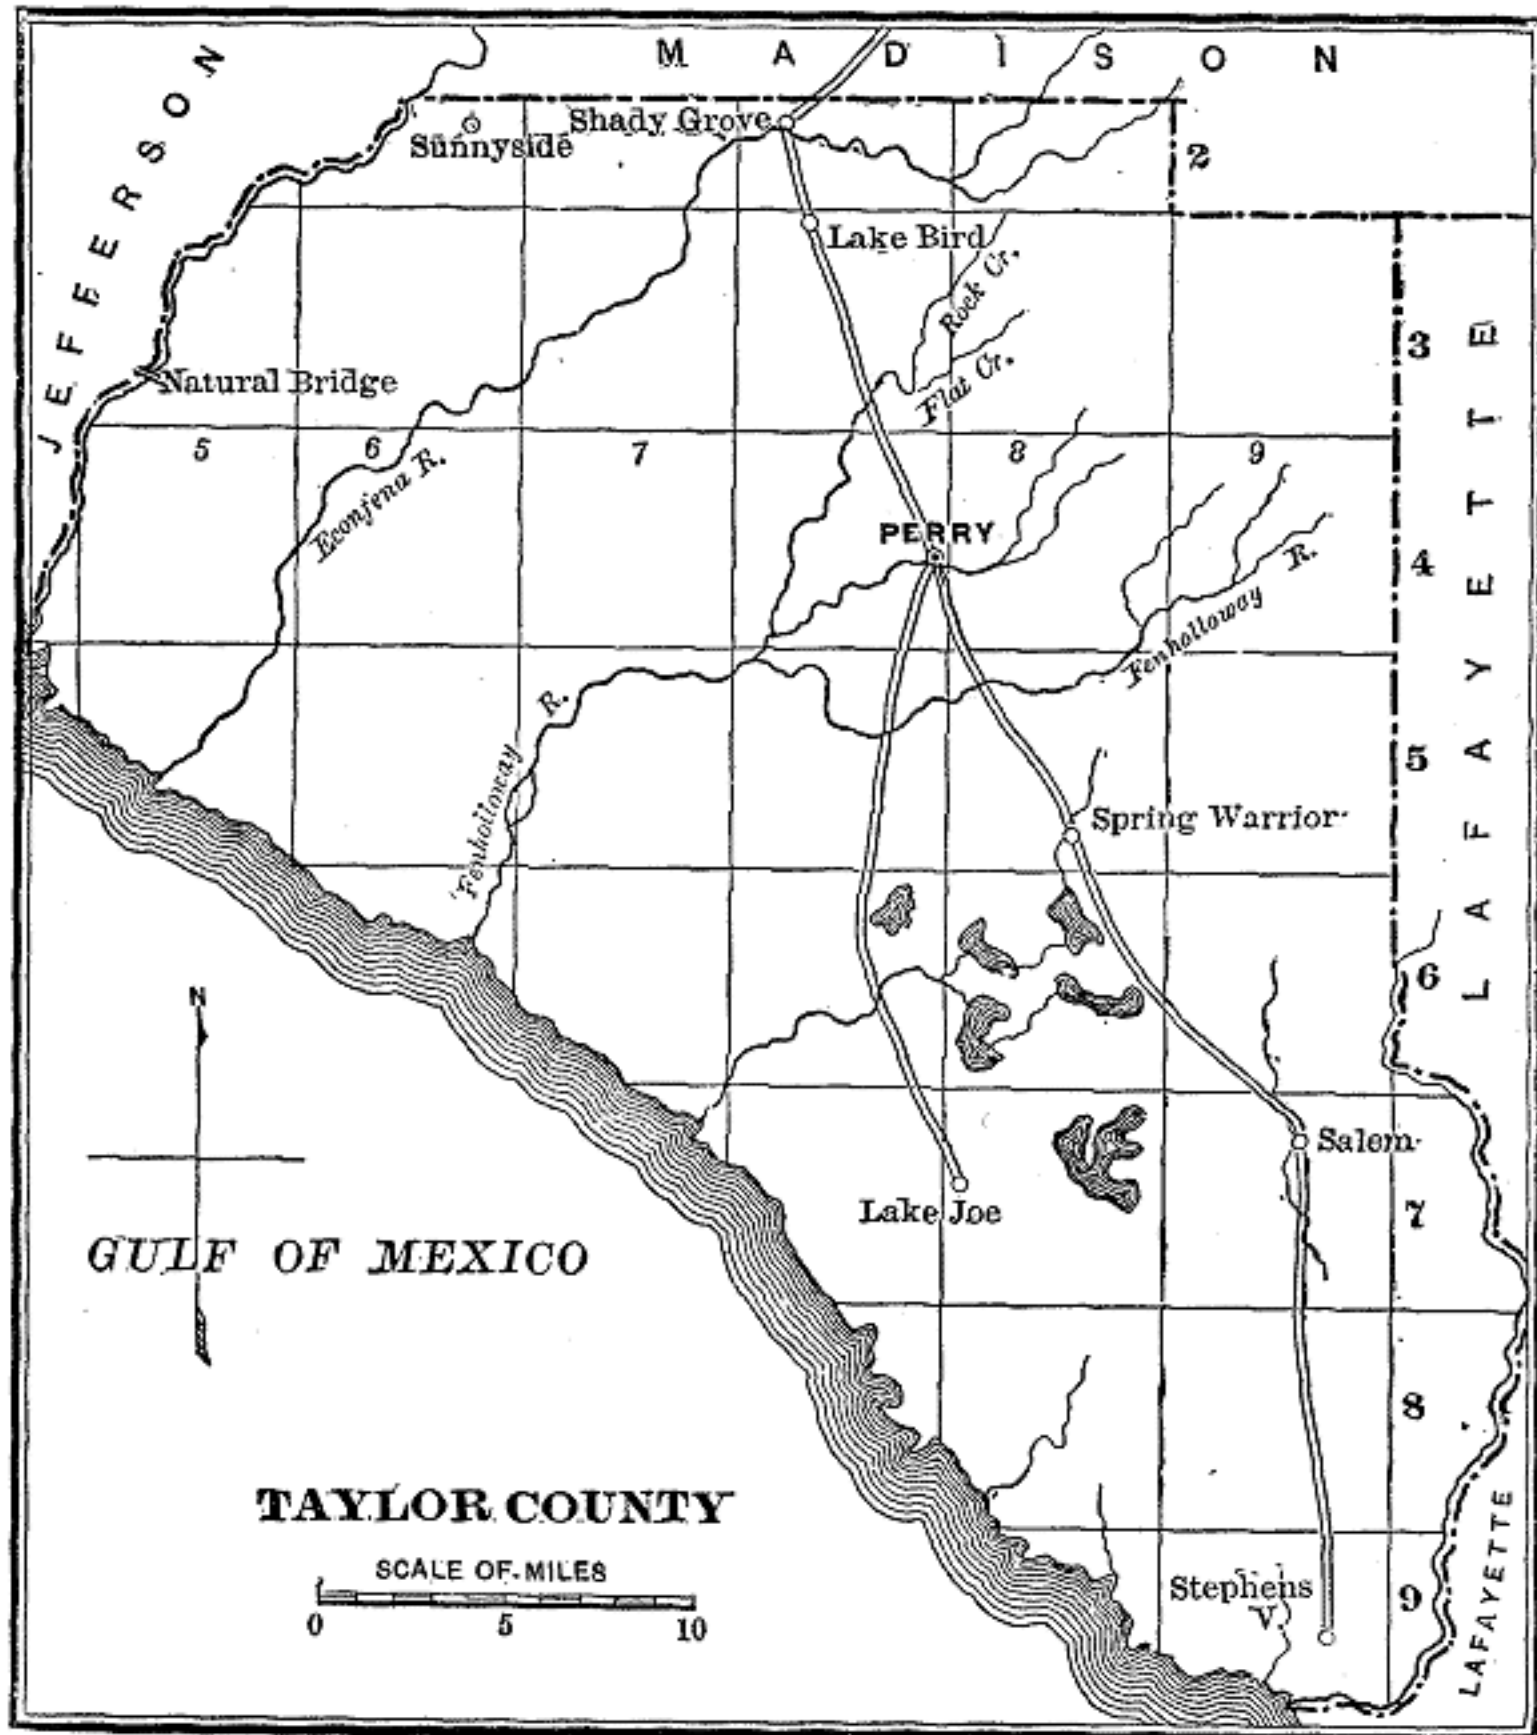 MADISON
JEFFERSON
Sunnyside
Shady Grove
2
Lake Bird
Rock Cr.
3
Natural Bridge
Flat Cr.
LAFAYETTE
5
6
7
8
9
Econfena R.
PERRY
4
Fenholloway R.
Fenholloway R.
5
Spring Warrior
6
N
Salem
Lake Joe
7
GULF OF MEXICO
8
TAYLOR COUNTY
SCALE OF MILES
0 5 10
Stephens
V.
9
LAFAYETTE